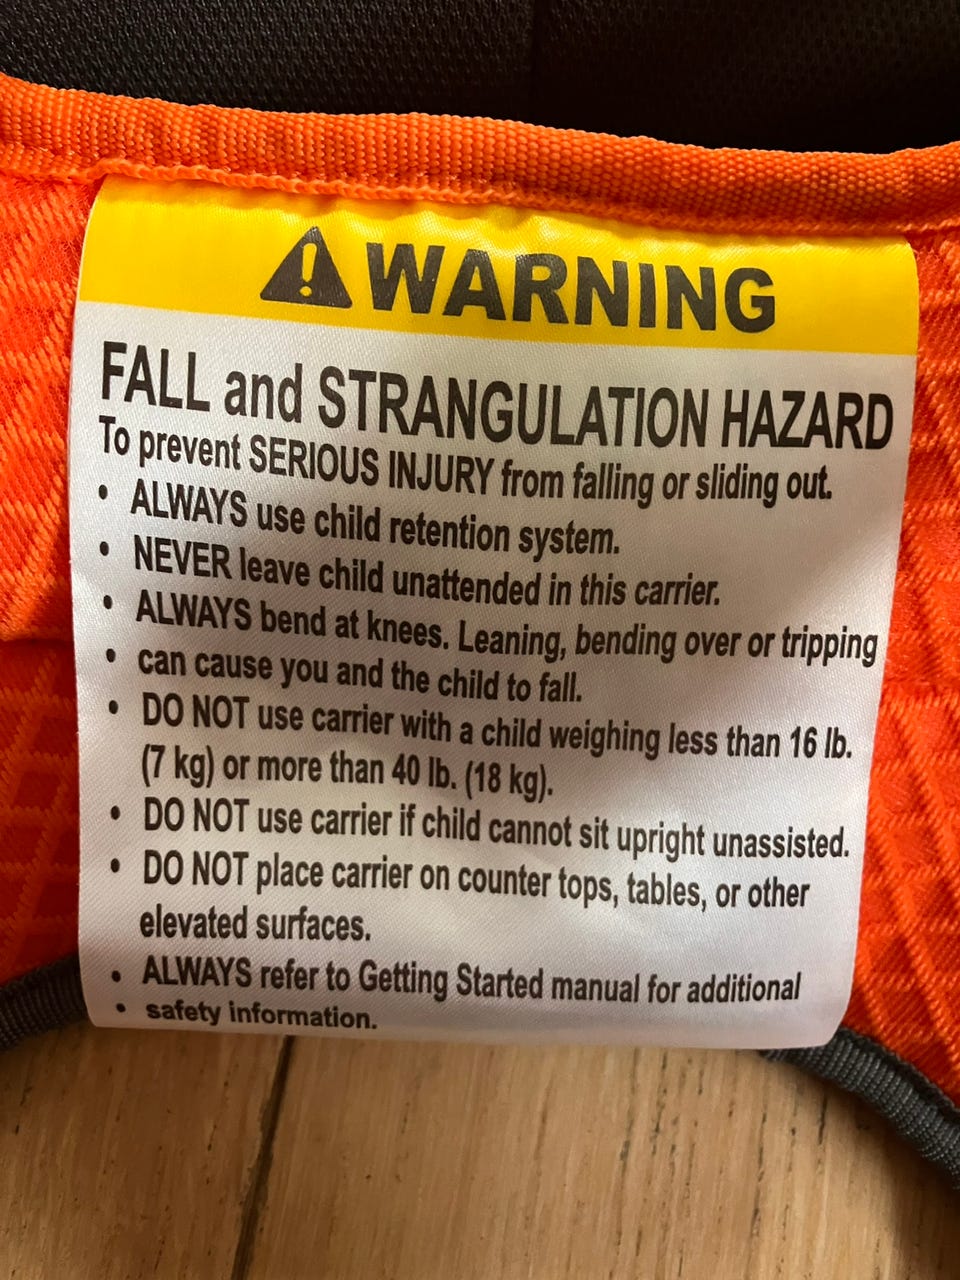 WARNING
FALL and STRANGULATION HAZARD
To prevent SERIOUS INJURY from falling or sliding out.
• ALWAYS use child retention system.
• NEVER leave child unattended in this carrier.
• ALWAYS bend at knees. Leaning, bending over or tripping
• can cause you and the child to fall.
• DO NOT use carrier with a child weighing less than 16 lb.
(7 kg) or more than 40 lb. (18 kg).
• DO NOT use carrier if child cannot sit upright unassisted.
• DO NOT place carrier on counter tops, tables, or other
elevated surfaces.
• ALWAYS refer to Getting Started manual for additional
• safety information.